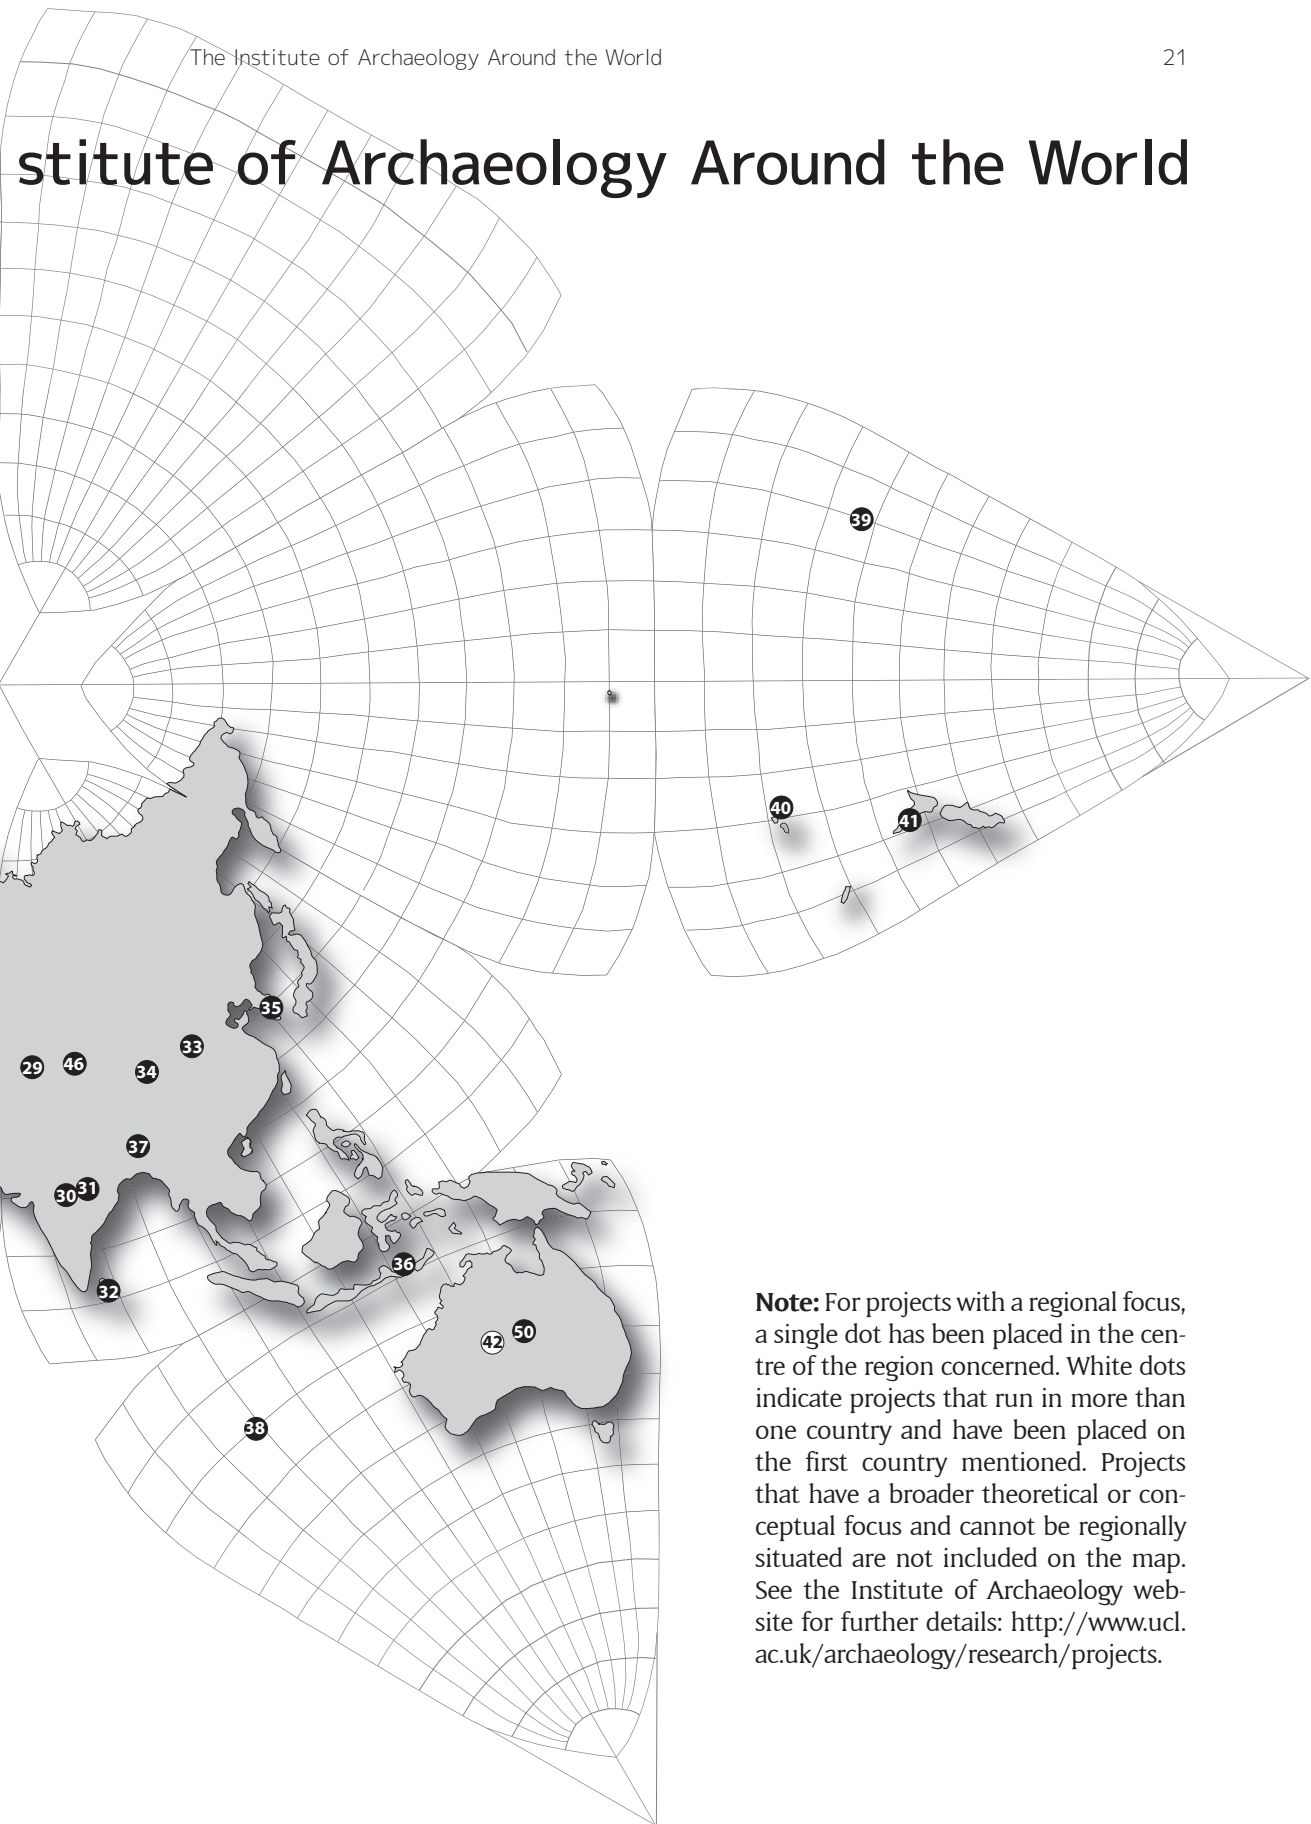 The Institute of Archaeology Around the World 21
stitute of Archaeology Around the World
39
40
41
35
33
29 46
34
37
30 31
36
32
50
42
38
Note: For projects with a regional focus,
a single dot has been placed in the cen-
tre of the region concerned. White dots
indicate projects that run in more than
one country and have been placed on
the first country mentioned. Projects
that have a broader theoretical or con-
ceptual focus and cannot be regionally
situated are not included on the map.
See the Institute of Archaeology web-
site for further details: http://www.ucl.
ac.uk/archaeology/research/projects.